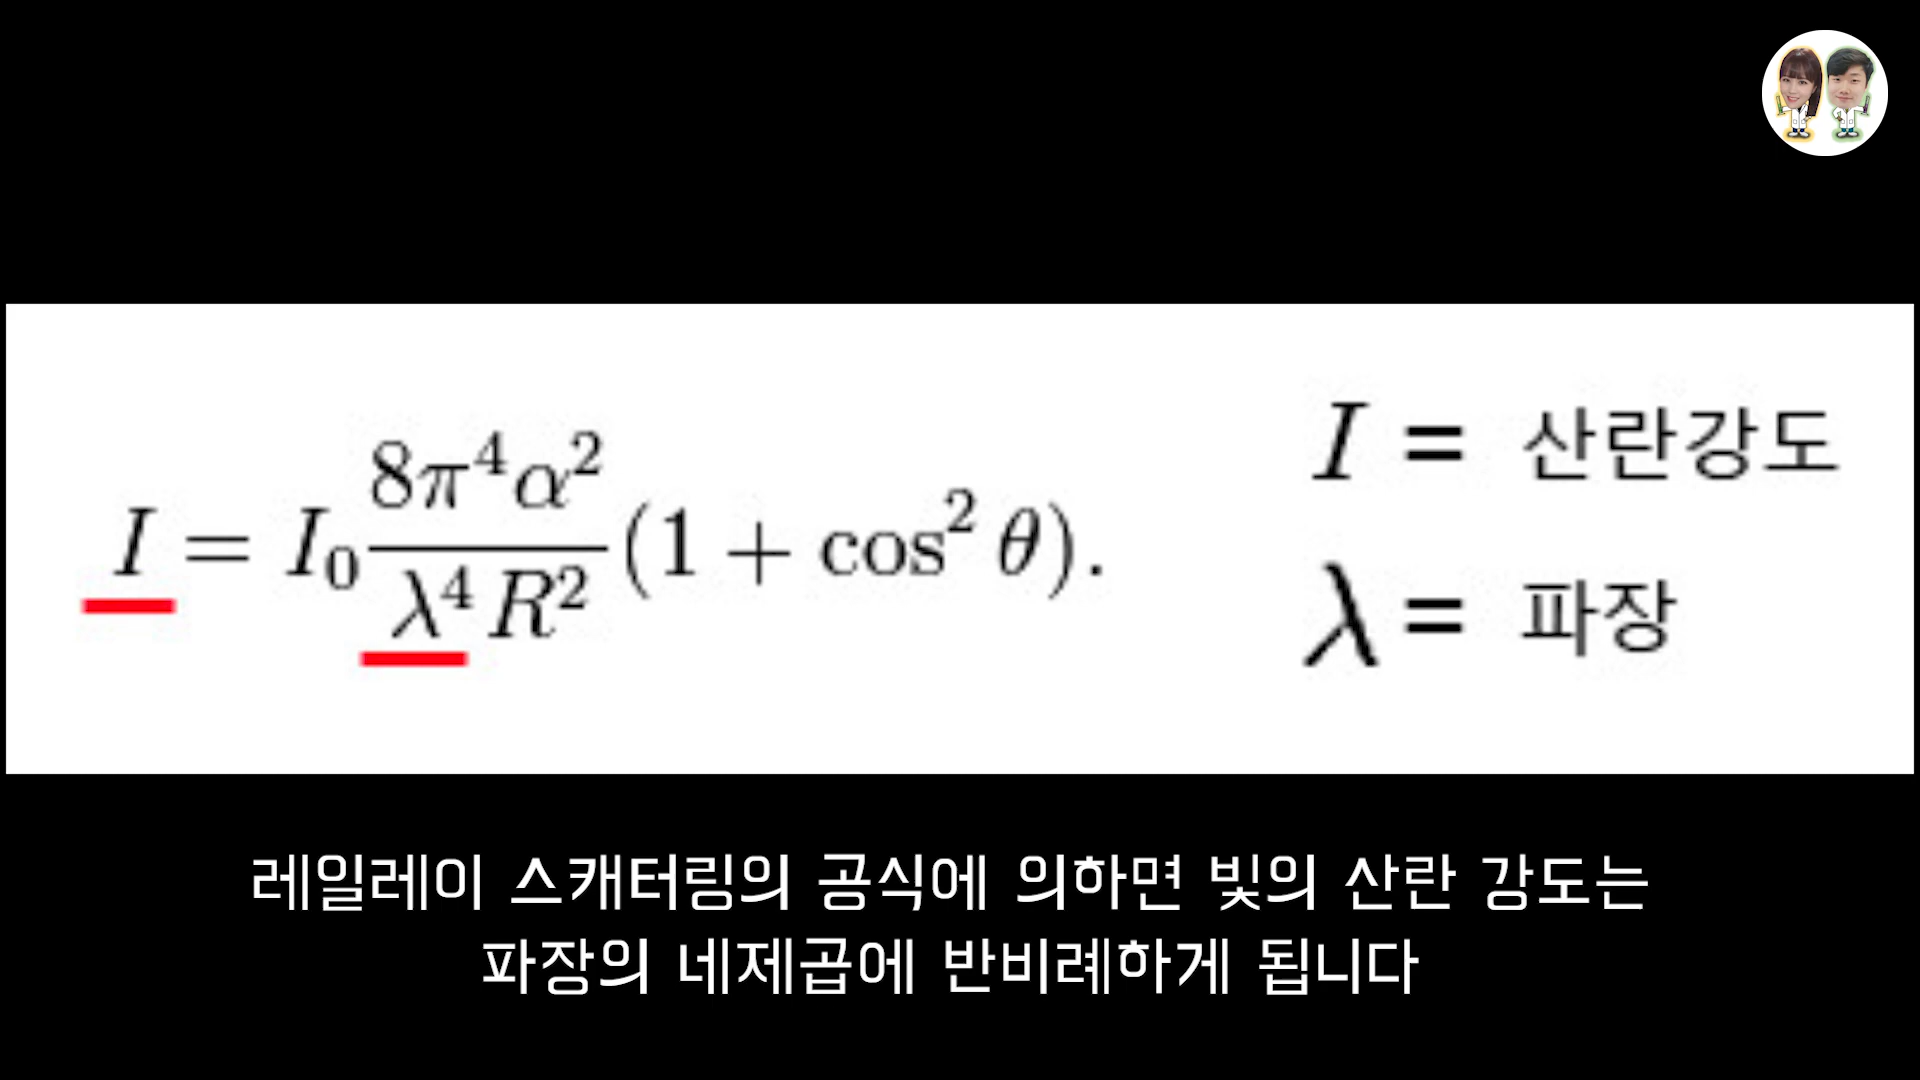 I = I₀ 8π⁴α² / λ⁴R² (1 + cos² θ).
I = 산란강도
λ = 파장
레일레이 스캐터링의 공식에 의하면 빛의 산란 강도는
파장의 네제곱에 반비례하게 됩니다